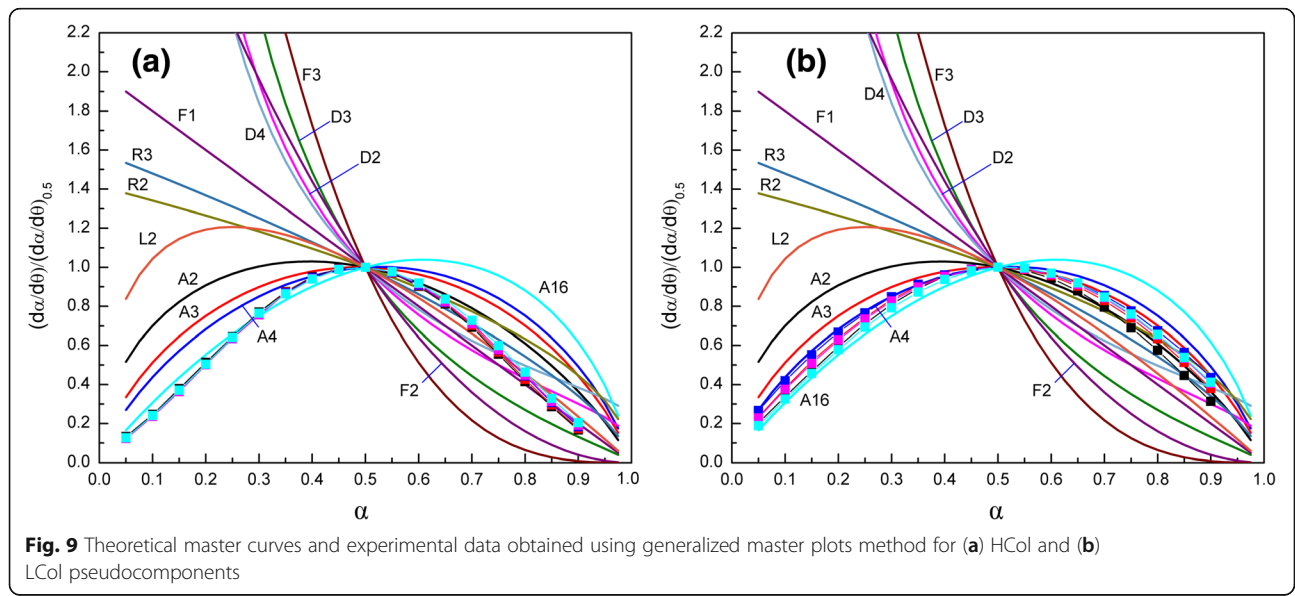 (a)
(b)
2.2
2.0
1.8
1.6
1.4
1.2
1.0
0.8
0.6
0.4
0.2
0.0
(dα/dθ)/(dα/dθ)0.5
F3
F1
D4
D3
R3
D2
R2
L2
A2
A16
A3
A4
F2
0.0 0.1 0.2 0.3 0.4 0.5 0.6 0.7 0.8 0.9 1.0
α
2.2
2.0
1.8
1.6
1.4
1.2
1.0
0.8
0.6
0.4
0.2
0.0
(dα/dθ)/(dα/dθ)0.5
F3
D4
F1
D3
R3
D2
R2
L2
A2
A3
A4
A16
F2
0.0 0.1 0.2 0.3 0.4 0.5 0.6 0.7 0.8 0.9 1.0
α
Fig. 9 Theoretical master curves and experimental data obtained using generalized master plots method for (a) HCol and (b)
LCol pseudocomponents